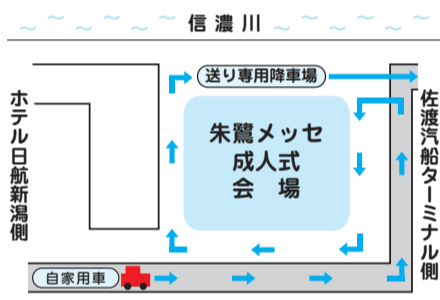 信濃川
送り専用降車場
朱鷺メッセ
成人式
会場
ホテル日航新潟側
佐渡汽船ターミナル側
自家用車